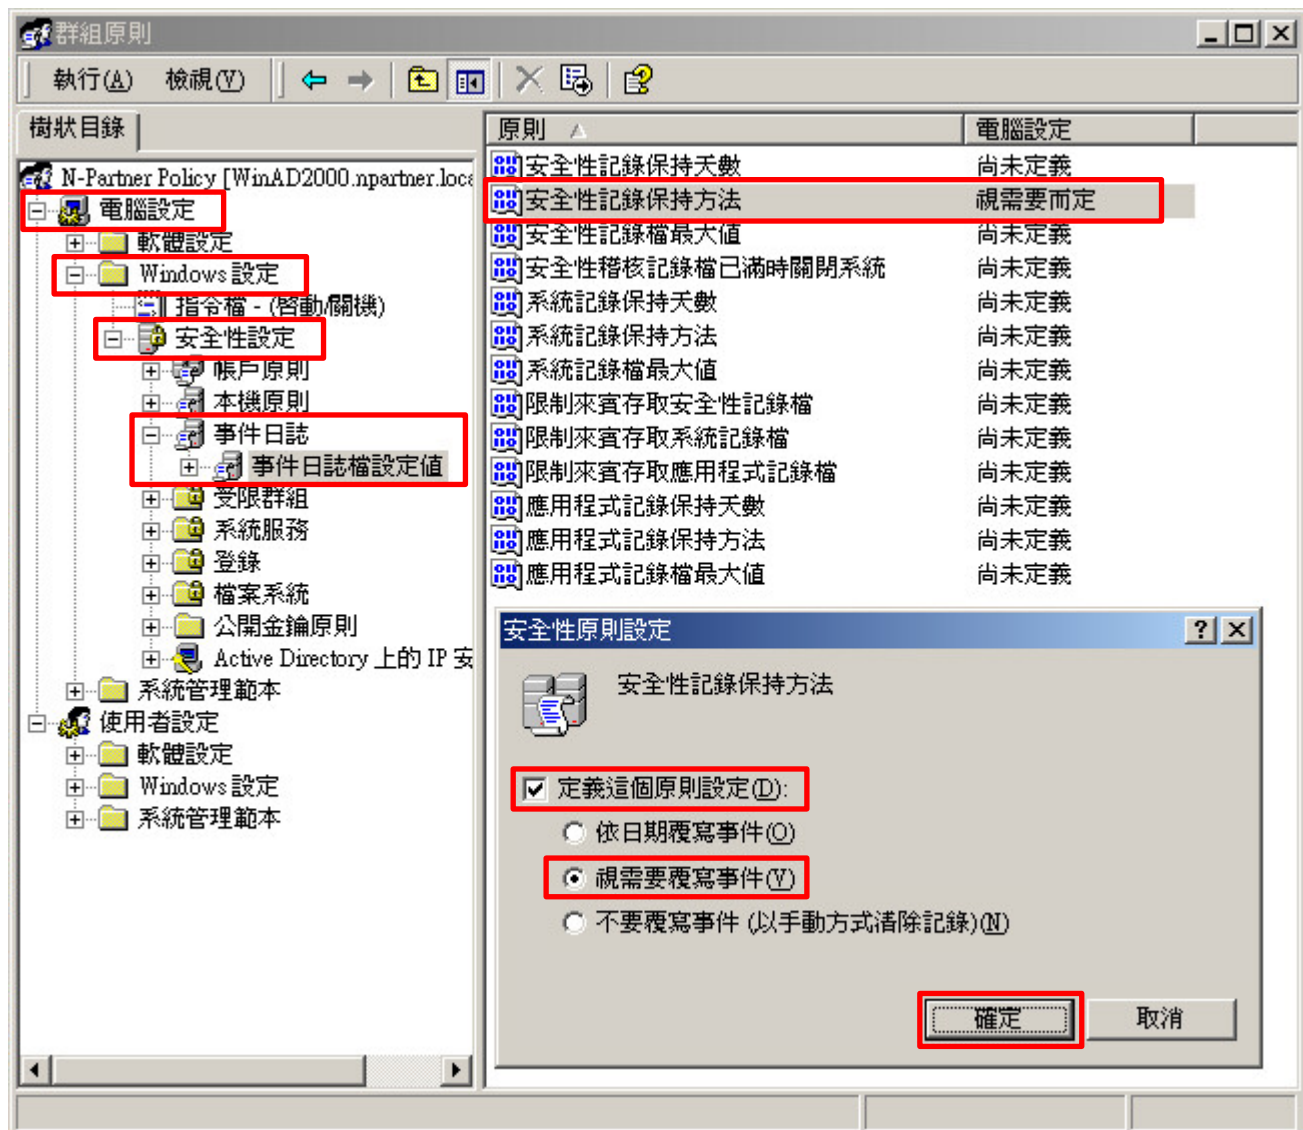 群組原則
執行(A) 檢視(V)
樹狀目錄
N-Partner Policy [WinAD2000.npartner.loca
電腦設定
軟體設定
Windows 設定
指令檔 - (啓動/關機)
安全性設定
帳戶原則
本機原則
事件日誌
事件日誌檔設定值
受限群組
系統服務
登錄
檔案系統
公開金鑰原則
Active Directory 上的 IP 安
系統管理範本
使用者設定
軟體設定
Windows 設定
系統管理範本
原則 電腦設定
安全性記錄保持天數 尚未定義
安全性記錄保持方法 視需要而定
安全性記錄檔最大值 尚未定義
安全性稽核記錄檔已滿時關閉系統 尚未定義
系統記錄保持天數 尚未定義
系統記錄保持方法 尚未定義
系統記錄檔最大值 尚未定義
限制來賓存取安全性記錄檔 尚未定義
限制來賓存取系統記錄檔 尚未定義
限制來賓存取應用程式記錄檔 尚未定義
應用程式記錄保持天數 尚未定義
應用程式記錄保持方法 尚未定義
應用程式記錄檔最大值 尚未定義
安全性原則設定
安全性記錄保持方法
定義這個原則設定(D):
依日期覆寫事件(O)
視需要覆寫事件(V)
不要覆寫事件 (以手動方式清除記錄)(N)
確定 取消